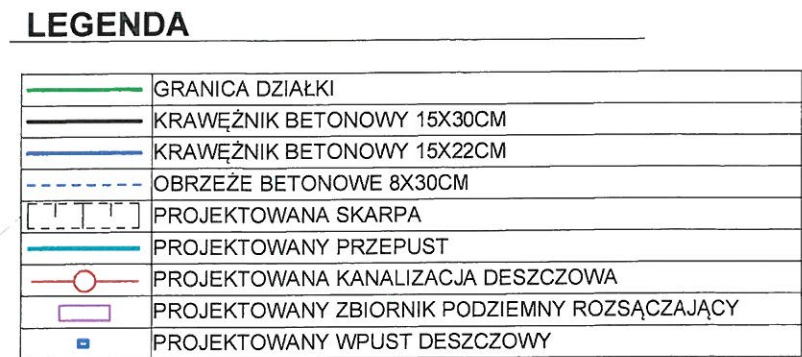 LEGENDA
GRANICA DZIAŁKI
KRAWĘŻNIK BETONOWY 15X30CM
KRAWĘŻNIK BETONOWY 15X22CM
OBRZEŻE BETONOWE 8X30CM
PROJEKTOWANA SKARPA
PROJEKTOWANY PRZEPUST
PROJEKTOWANA KANALIZACJA DESZCZOWA
PROJEKTOWANY ZBIORNIK PODZIEMNY ROZSĄCZAJĄCY
PROJEKTOWANY WPUST DESZCZOWY